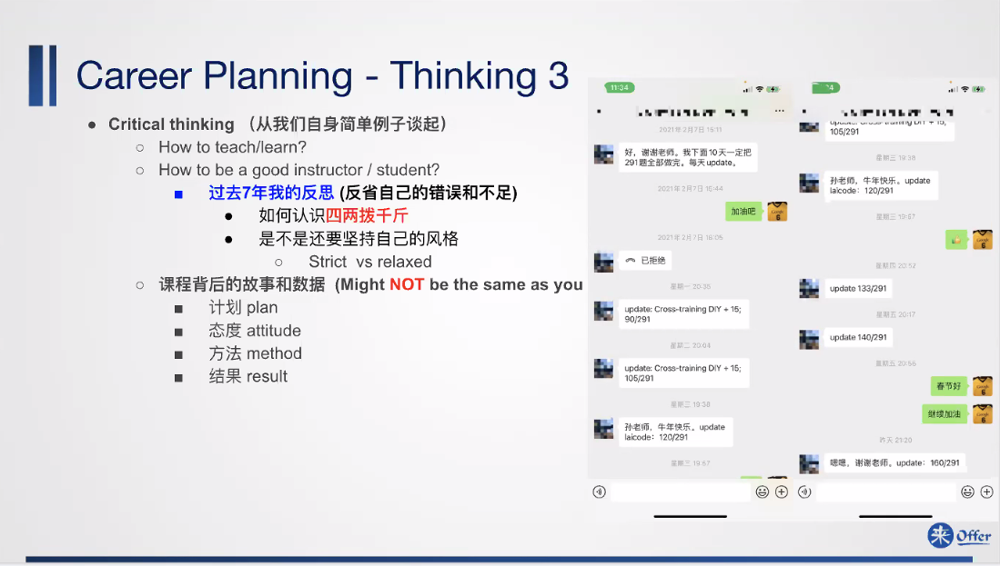 Career Planning - Thinking 3
● Critical thinking （从我们自身简单例子谈起）
○ How to teach/learn?
○ How to be a good instructor / student?
■ 过去7年我的反思 (反省自己的错误和不足)
● 如何认识四两拨千斤
● 是不是还要坚持自己的风格
○ Strict vs relaxed
○ 课程背后的故事和数据 (Might NOT be the same as you
■ 计划 plan
■ 态度 attitude
■ 方法 method
■ 结果 result
11:34
2021年2月7日 15:11
好，谢谢老师。我下面10天一定把
291题全部做完。每天update。
2021年2月7日 15:44
加油吧
2021年2月7日 16:05
已拒绝
星期一 20:35
update: Cross-training DIY + 15;
90/291
星期二 20:04
update: Cross-training DIY + 15;
105/291
星期三 19:38
孙老师，牛年快乐。update
laicode：120/291
星期三 19:57
update: Cross-training DIY + 15;
105/291
星期三 19:38
孙老师，牛年快乐。update
laicode：120/291
星期三 19:57
星期四 20:52
update 133/291
星期五 20:17
update 140/291
星期五 20:56
春节好
继续加油
昨天 21:20
嗯嗯，谢谢老师。update：160/291
来 Offer